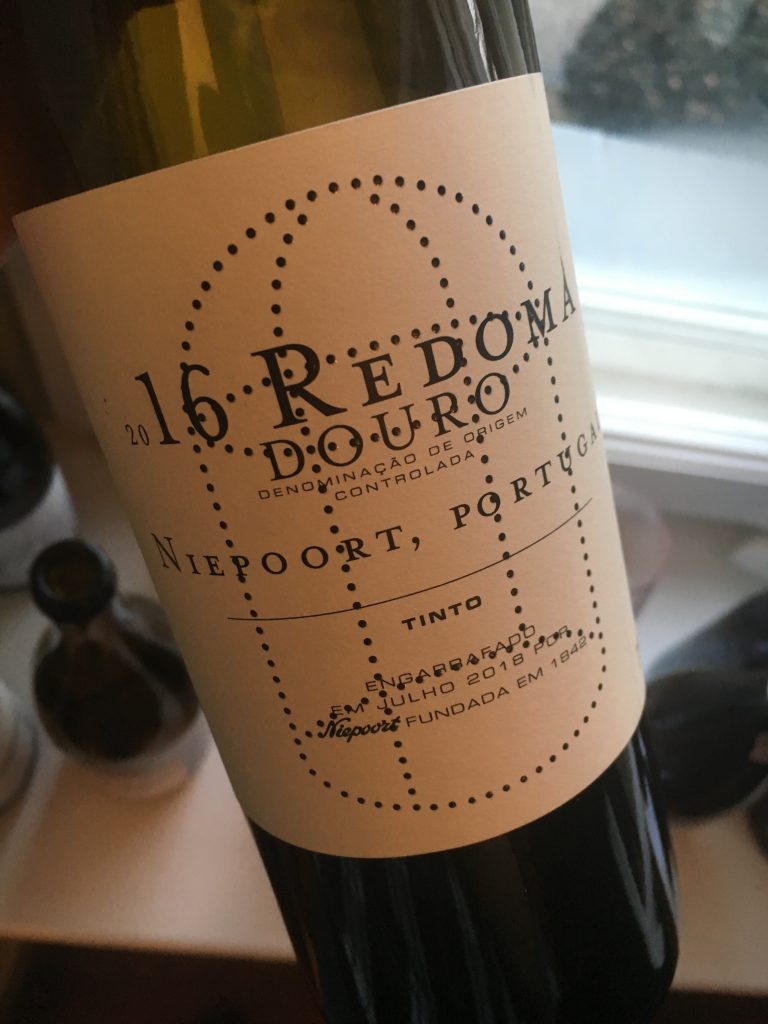 2016 REDOMA
DOURO
DENOMINAÇÃO DE ORIGEM
CONTROLADA
NIEPOORT, PORTUGAL
TINTO
ENGARRAFADO
EM JULHO 2018 POR
Niepoort FUNDADA EM 1842